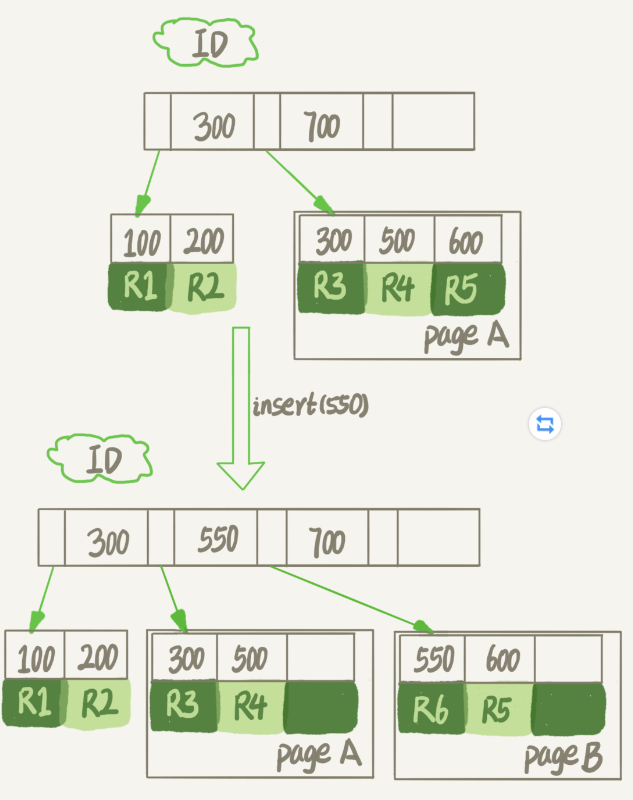 ID
300 700
100 200 300 500 600
R1 R2 R3 R4 R5
page A
insert(550)
ID
300 550 700
100 200 300 500 550 600
R1 R2 R3 R4 R6 R5
page A page B